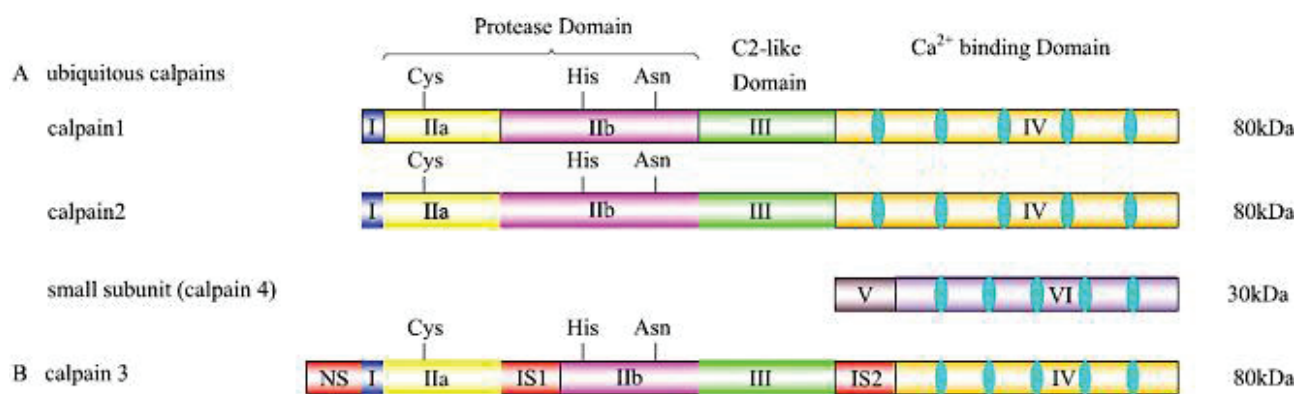 Protease Domain
C2-like
Domain
Ca²⁺ binding Domain
A ubiquitous calpains
Cys His Asn
calpain1 I IIa IIb III IV 80kDa
Cys His Asn
calpain2 I IIa IIb III IV 80kDa
small subunit (calpain 4) V VI 30kDa
Cys His Asn
B calpain 3 NS I IIa IS1 IIb III IS2 IV 80kDa